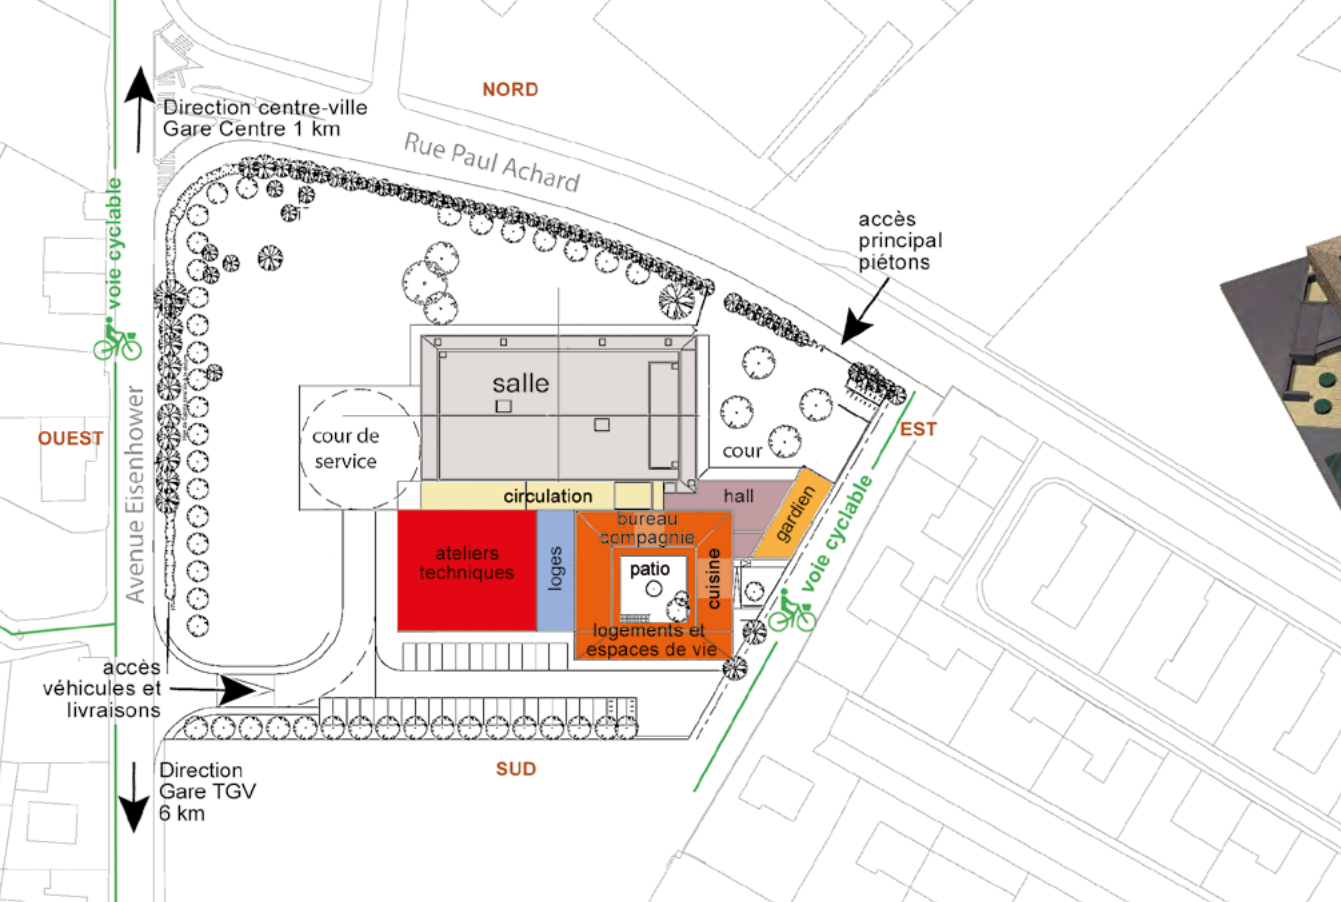 NORD
Direction centre-ville
Gare Centre 1 km
Rue Paul Achard
voie cyclable
accès
principal
piétons
salle
OUEST
Avenue Eisenhower
cour de
service
cour
EST
circulation
hall
gardien
voie cyclable
ateliers
techniques
loges
bureau
compagnie
patio
cuisine
logements et
espaces de vie
accès
véhicules et
livraisons
SUD
Direction
Gare TGV
6 km